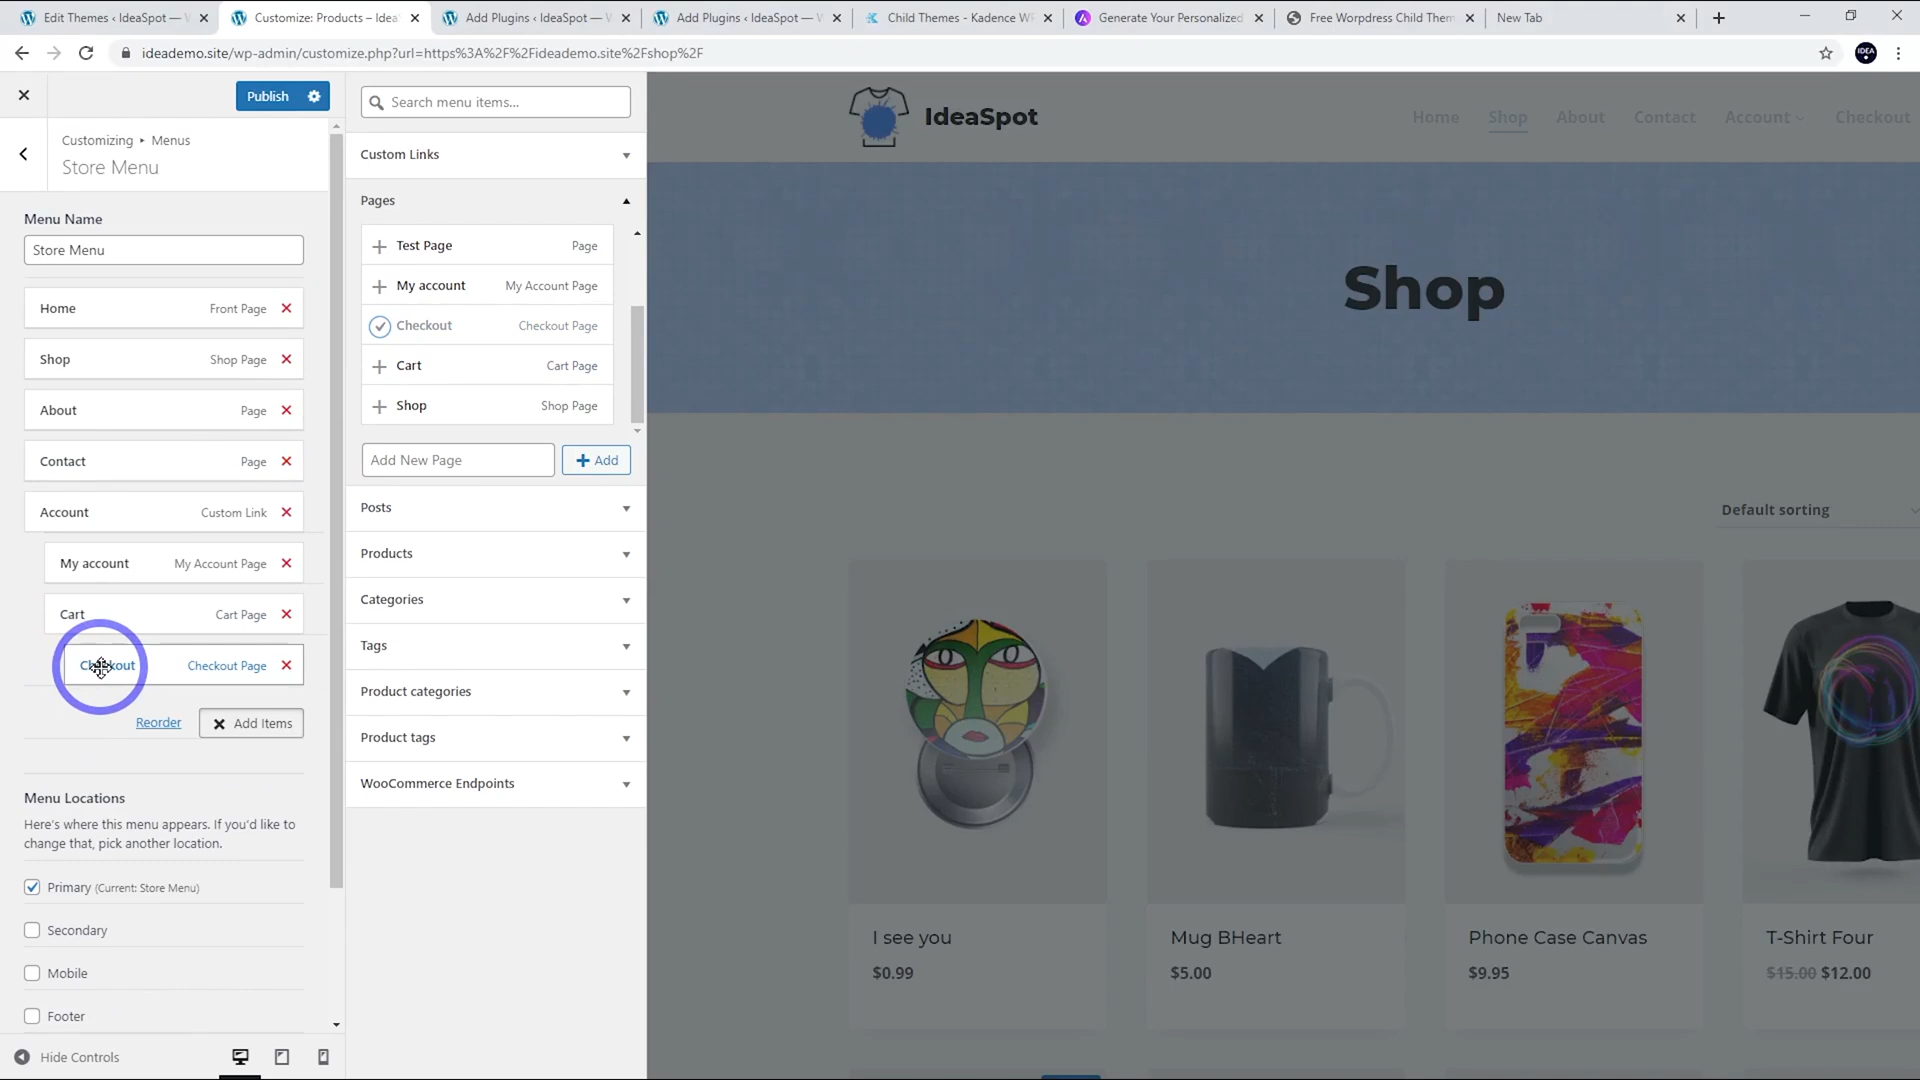 Edit Themes ‹ IdeaSpot — W
Customize: Products – Idea
Add Plugins ‹ IdeaSpot — W
Add Plugins ‹ IdeaSpot — W
Child Themes - Kadence WP
Generate Your Personalized
Free Worpdress Child Them
New Tab
ideademo.site/wp-admin/customize.php?url=https%3A%2F%2Fideademo.site%2Fshop%2F
IDEA
Publish
Customizing ▸ Menus
Store Menu
Menu Name
Store Menu
Home Front Page
Shop Shop Page
About Page
Contact Page
Account Custom Link
My account My Account Page
Cart Cart Page
Checkout Checkout Page
Reorder
Add Items
Menu Locations
Here's where this menu appears. If you'd like to
change that, pick another location.
Primary (Current: Store Menu)
Secondary
Mobile
Footer
Hide Controls
Search menu items...
Custom Links
Pages
Test Page Page
My account My Account Page
Checkout Checkout Page
Cart Cart Page
Shop Shop Page
Add New Page
Add
Posts
Products
Categories
Tags
Product categories
Product tags
WooCommerce Endpoints
IdeaSpot
Home Shop About Contact Account Checkout
Shop
Default sorting
I see you
$0.99
Mug BHeart
$5.00
Phone Case Canvas
$9.95
T-Shirt Four
$15.00 $12.00